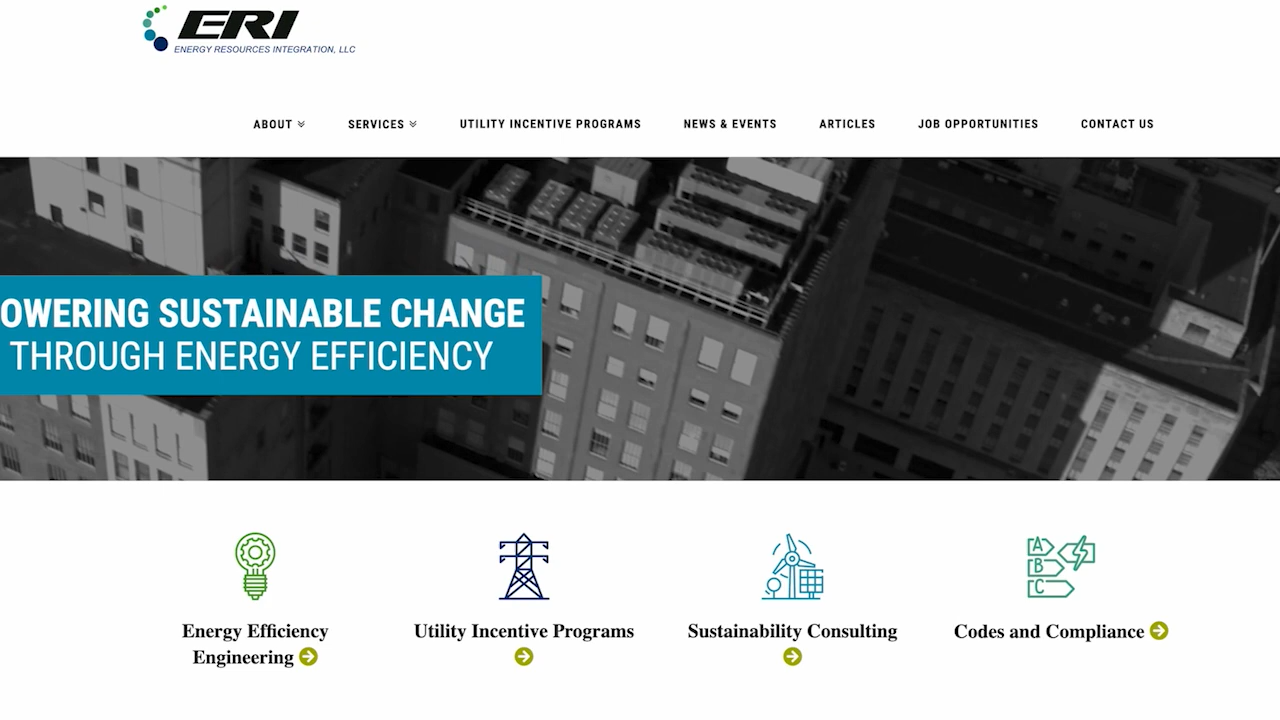 ERI
ENERGY RESOURCES INTEGRATION, LLC
ABOUT
SERVICES
UTILITY INCENTIVE PROGRAMS
NEWS & EVENTS
ARTICLES
JOB OPPORTUNITIES
CONTACT US
OWERING SUSTAINABLE CHANGE
THROUGH ENERGY EFFICIENCY
A
B
C
Energy Efficiency
Engineering
Utility Incentive Programs
Sustainability Consulting
Codes and Compliance